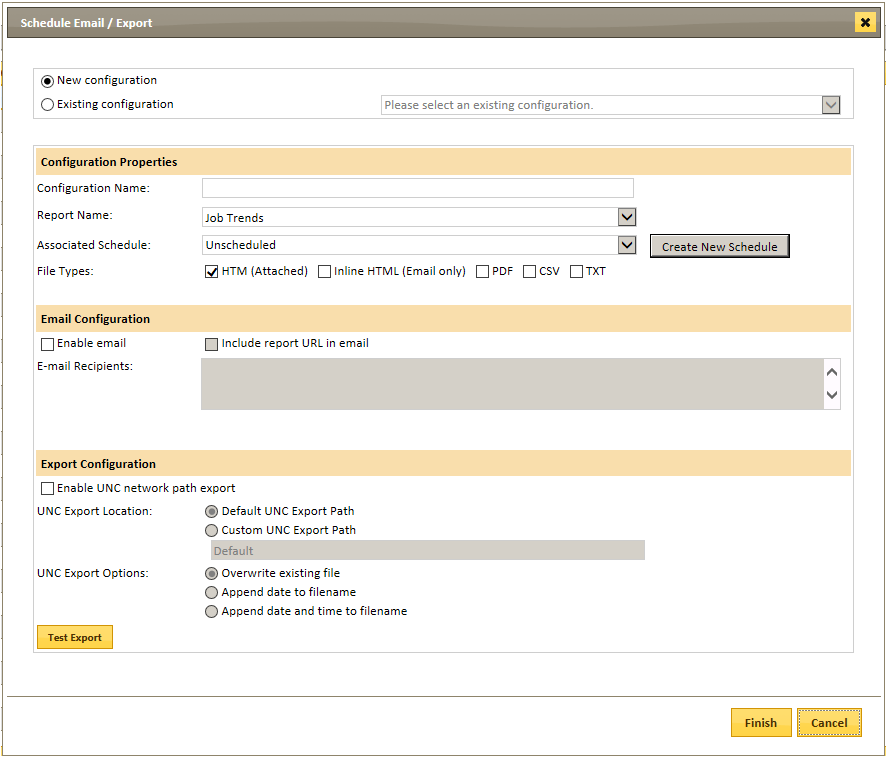 Schedule Email / Export
New configuration
Existing configuration Please select an existing configuration.
Configuration Properties
Configuration Name:
Report Name: Job Trends
Associated Schedule: Unscheduled Create New Schedule
File Types: HTM (Attached) Inline HTML (Email only) PDF CSV TXT
Email Configuration
Enable email Include report URL in email
E-mail Recipients:
Export Configuration
Enable UNC network path export
UNC Export Location: Default UNC Export Path
Custom UNC Export Path
Default
UNC Export Options: Overwrite existing file
Append date to filename
Append date and time to filename
Test Export
Finish Cancel